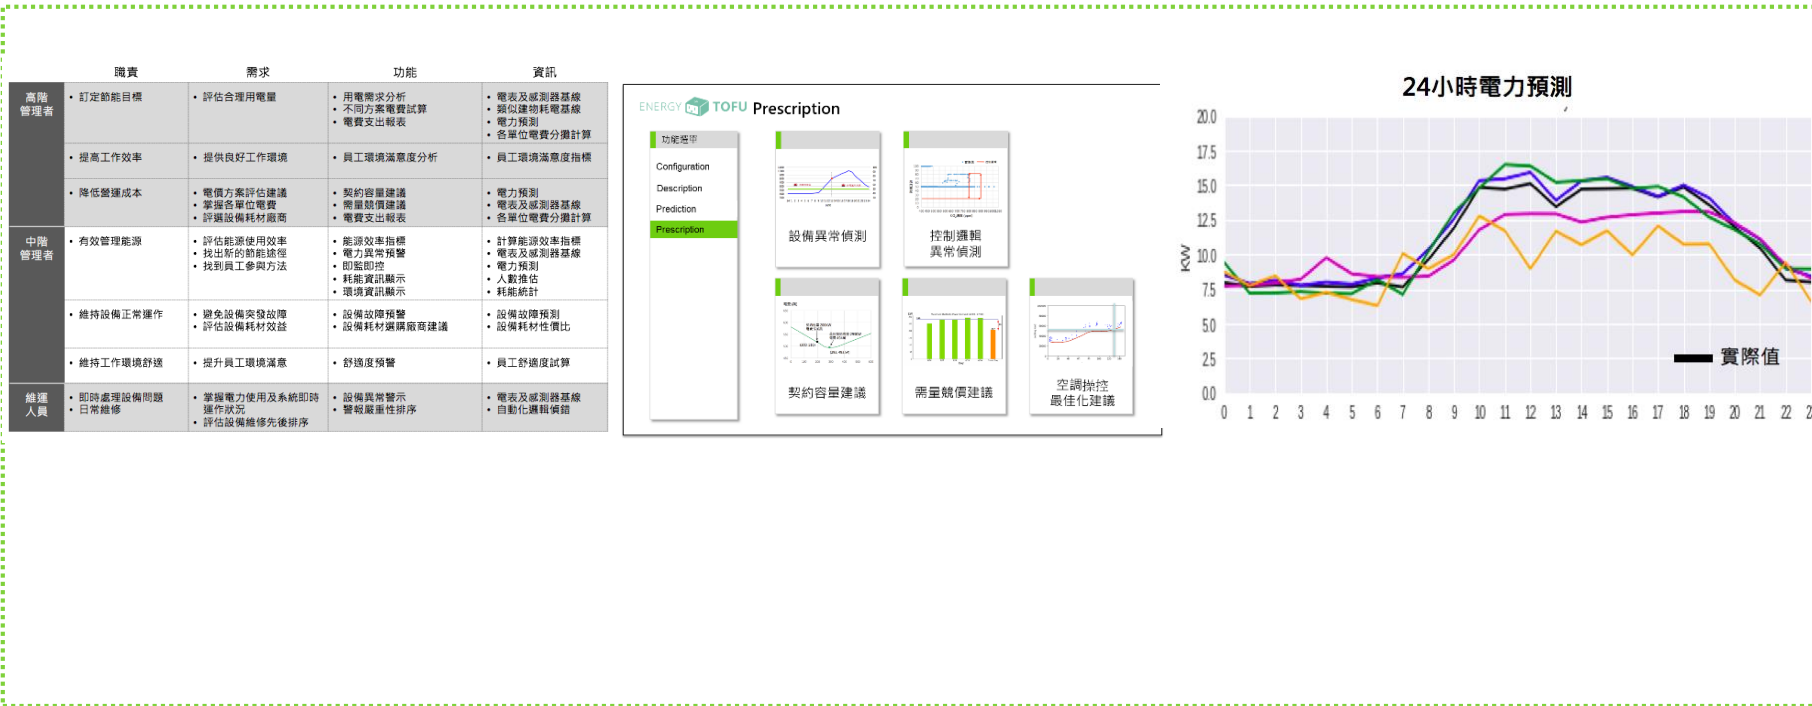 職責 需求 功能 資訊
高階
管理者
• 訂定節能目標
• 評估合理用電量
• 用電需求分析
• 不同方案電費試算
• 電費支出報表
• 電表及感測器基線
• 類似建物耗電基線
• 電力預測
• 各單位電費分攤計算
• 提高工作效率
• 提供良好工作環境
• 員工環境滿意度分析
• 員工環境滿意度指標
• 降低營運成本
• 電價方案評估建議
• 掌握各單位電費
• 評選設備耗材廠商
• 契約容量建議
• 需量競價建議
• 電費支出報表
• 電力預測
• 電表及感測器基線
• 各單位電費分攤計算
中階
管理者
• 有效管理能源
• 評估能源使用效率
• 找出新的節能途徑
• 找到員工參與方法
• 能源效率指標
• 電力異常預警
• 即監即控
• 耗能資訊顯示
• 環境資訊顯示
• 計算能源效率指標
• 電表及感測器基線
• 電力預測
• 人數推估
• 耗能統計
• 維持設備正常運作
• 避免設備突發故障
• 評估設備耗材效益
• 設備故障預警
• 設備耗材選購廠商建議
• 設備故障預測
• 設備耗材性價比
• 維持工作環境舒適
• 提升員工環境滿意
• 舒適度預警
• 員工舒適度試算
維運
人員
• 即時處理設備問題
• 日常維修
• 掌握電力使用及系統即時
運作狀況
• 評估設備維修先後排序
• 設備異常警示
• 警報嚴重性排序
• 電表及感測器基線
• 自動化邏輯偵錯
ENERGY TOFU Prescription
功能選單
Configuration
Description
Prediction
Prescription
設備異常偵測
控制邏輯
異常偵測
契約容量建議
需量競價建議
空調操控
最佳化建議
24小時電力預測
KW
20.0
17.5
15.0
12.5
10.0
7.5
5.0
2.5
0.0
實際值
0 1 2 3 4 5 6 7 8 9 10 11 12 13 14 15 16 17 18 19 20 21 22